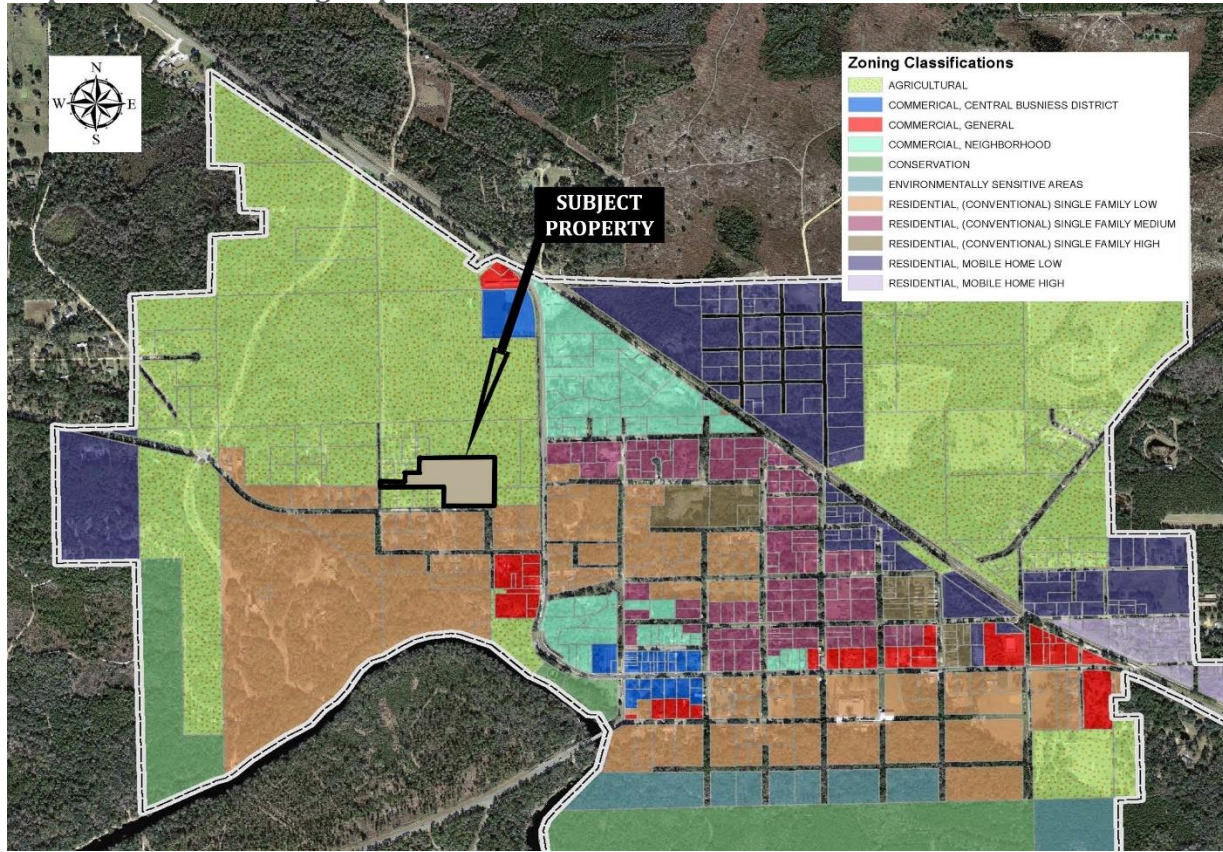 N
W
E
S
SUBJECT
PROPERTY
Zoning Classifications
AGRICULTURAL
COMMERICAL, CENTRAL BUSNIESS DISTRICT
COMMERCIAL, GENERAL
COMMERCIAL, NEIGHBORHOOD
CONSERVATION
ENVIRONMENTALLY SENSITIVE AREAS
RESIDENTIAL, (CONVENTIONAL) SINGLE FAMILY LOW
RESIDENTIAL, (CONVENTIONAL) SINGLE FAMILY MEDIUM
RESIDENTIAL, (CONVENTIONAL) SINGLE FAMILY HIGH
RESIDENTIAL, MOBILE HOME LOW
RESIDENTIAL, MOBILE HOME HIGH